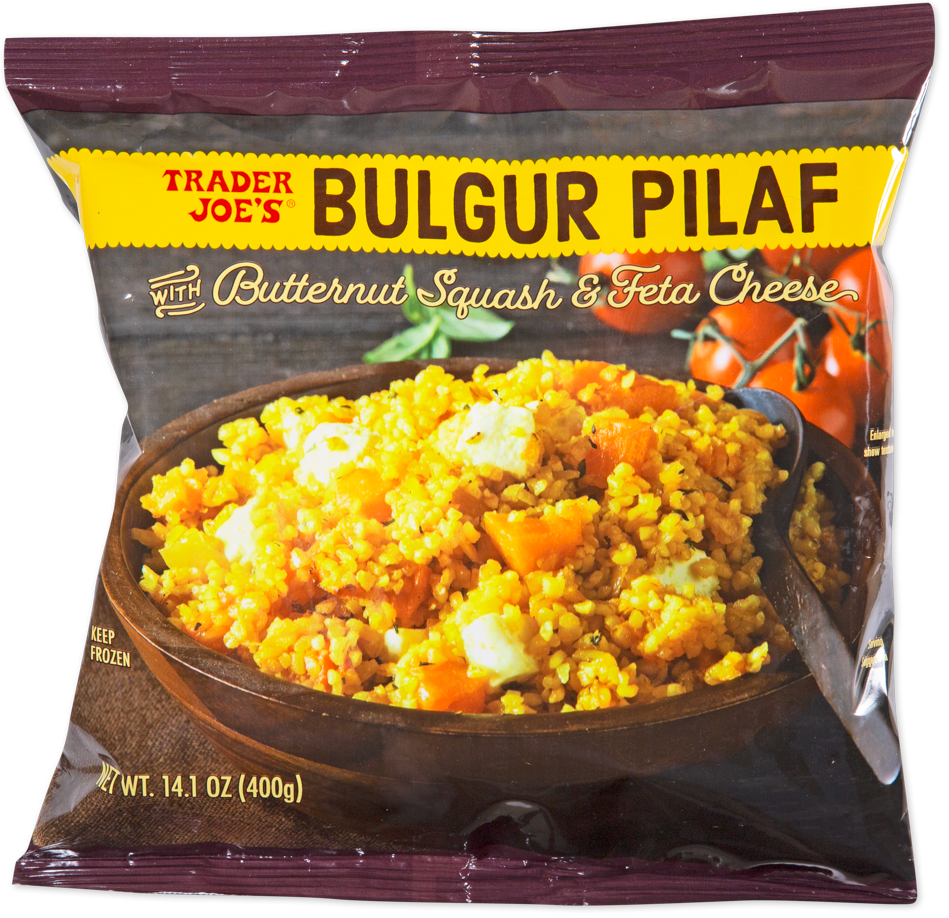 TRADER
JOE'S®
BULGUR PILAF
WITH Butternut Squash & Feta Cheese
KEEP
FROZEN
NET WT. 14.1 OZ (400g)